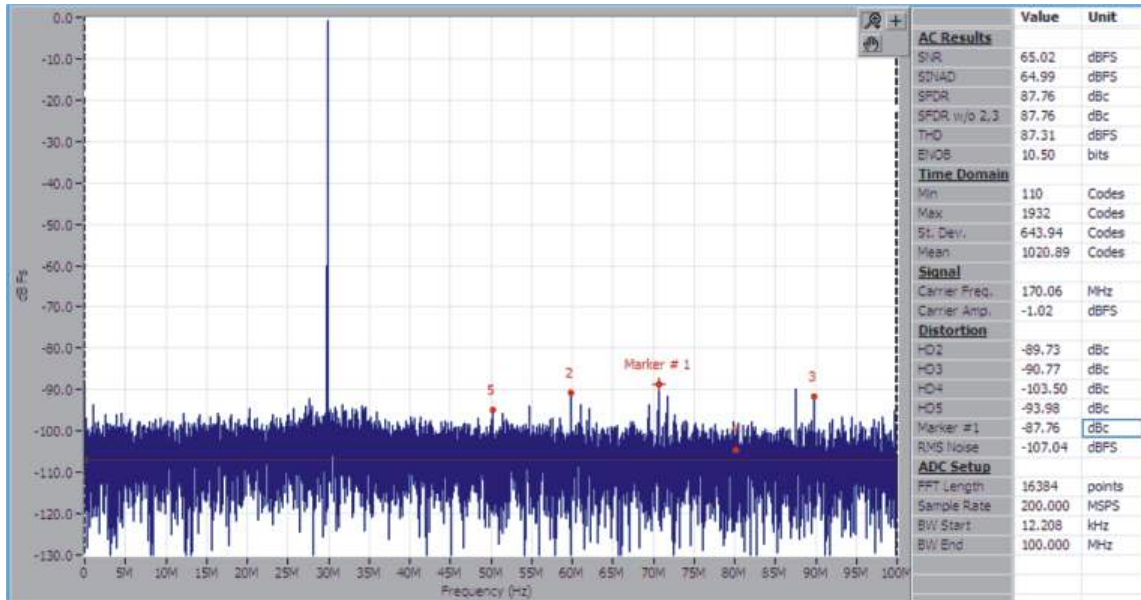 0.0
-10.0
-20.0
-30.0
-40.0
-50.0
-60.0
-70.0
-80.0
-90.0
-100.0
-110.0
-120.0
-130.0
dB Fs
5
2
Marker # 1
3
0 5M 10M 15M 20M 25M 30M 35M 40M 45M 50M 55M 60M 65M 70M 75M 80M 85M 90M 95M 100M
Frequency (Hz)
Value Unit
AC Results
SNR 65.02 dBFS
SINAD 64.99 dBFS
SFDR 87.76 dBc
SFDR w/o 2,3 87.76 dBc
THD 87.31 dBFS
ENOB 10.50 bits
Time Domain
Min 110 Codes
Max 1932 Codes
St. Dev. 643.94 Codes
Mean 1020.89 Codes
Signal
Carrier Freq. 170.06 MHz
Carrier Amp. -1.02 dBFS
Distortion
HD2 -89.73 dBc
HD3 -90.77 dBc
HD4 -103.50 dBc
HD5 -93.98 dBc
Marker #1 -87.76 dBc
RMS Noise -107.04 dBFS
ADC Setup
FFT Length 16384 points
Sample Rate 200.000 MSPS
BW Start 12.208 kHz
BW End 100.000 MHz